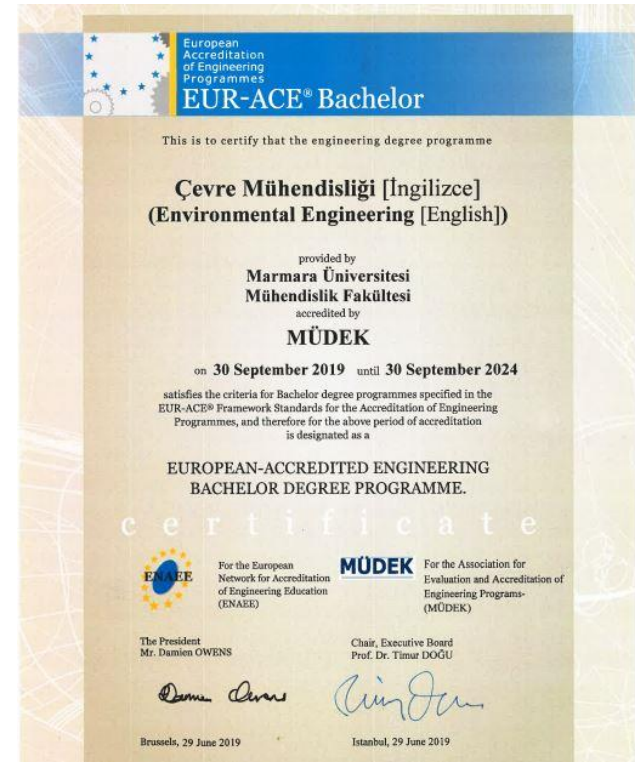 European
Accreditation
of Engineering
Programmes
EUR-ACE® Bachelor
This is to certify that the engineering degree programme
Çevre Mühendisliği [İngilizce]
(Environmental Engineering [English])
provided by
Marmara Üniversitesi
Mühendislik Fakültesi
accredited by
MÜDEK
on 30 September 2019 until 30 September 2024
satisfies the criteria for Bachelor degree programmes specified in the
EUR-ACE® Framework Standards for the Accreditation of Engineering
Programmes, and therefore for the above period of accreditation
is designated as a
EUROPEAN-ACCREDITED ENGINEERING
BACHELOR DEGREE PROGRAMME.
certificate
ENAEE
For the European
Network for Accreditation
of Engineering Education
(ENAEE)
MÜDEK
For the Association for
Evaluation and Accreditation of
Engineering Programs-
(MÜDEK)
The President
Mr. Damien OWENS
Chair, Executive Board
Prof. Dr. Timur DOĞU
Damien Owens
Brussels, 29 June 2019
Istanbul, 29 June 2019